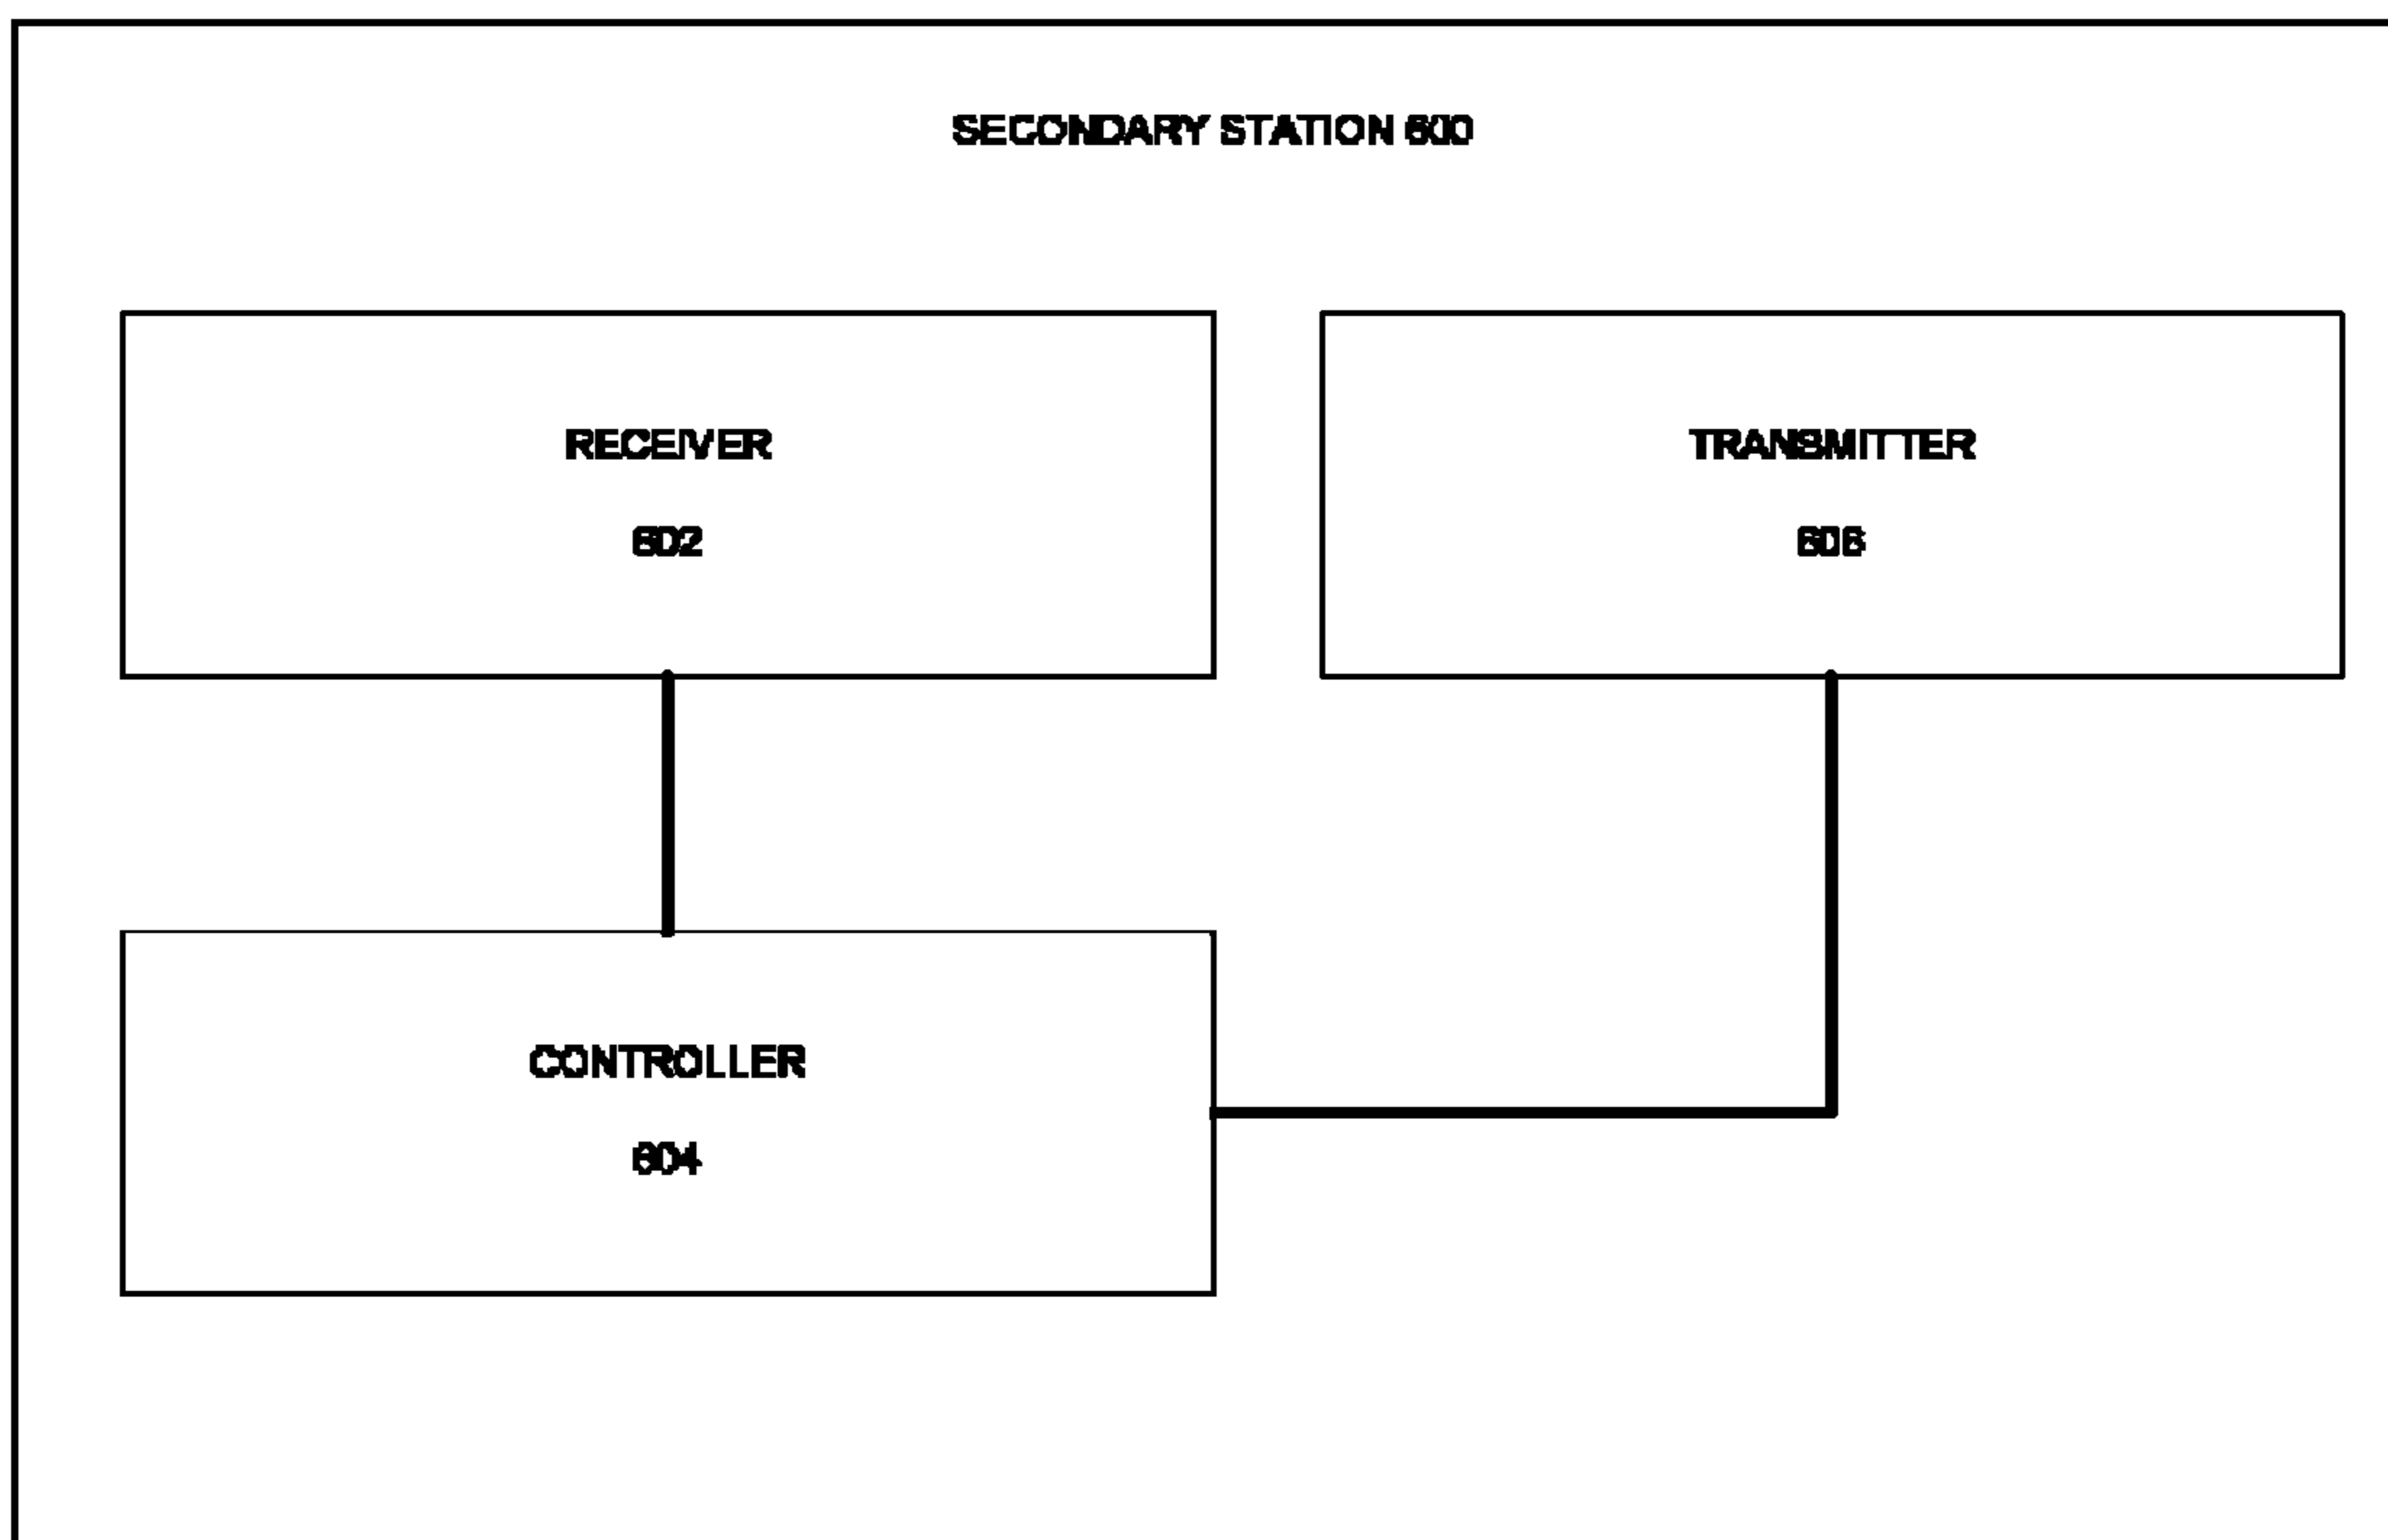 SECONDARY STATION 600
RECEIVER
602
TRANSMITTER
606
CONTROLLER
604